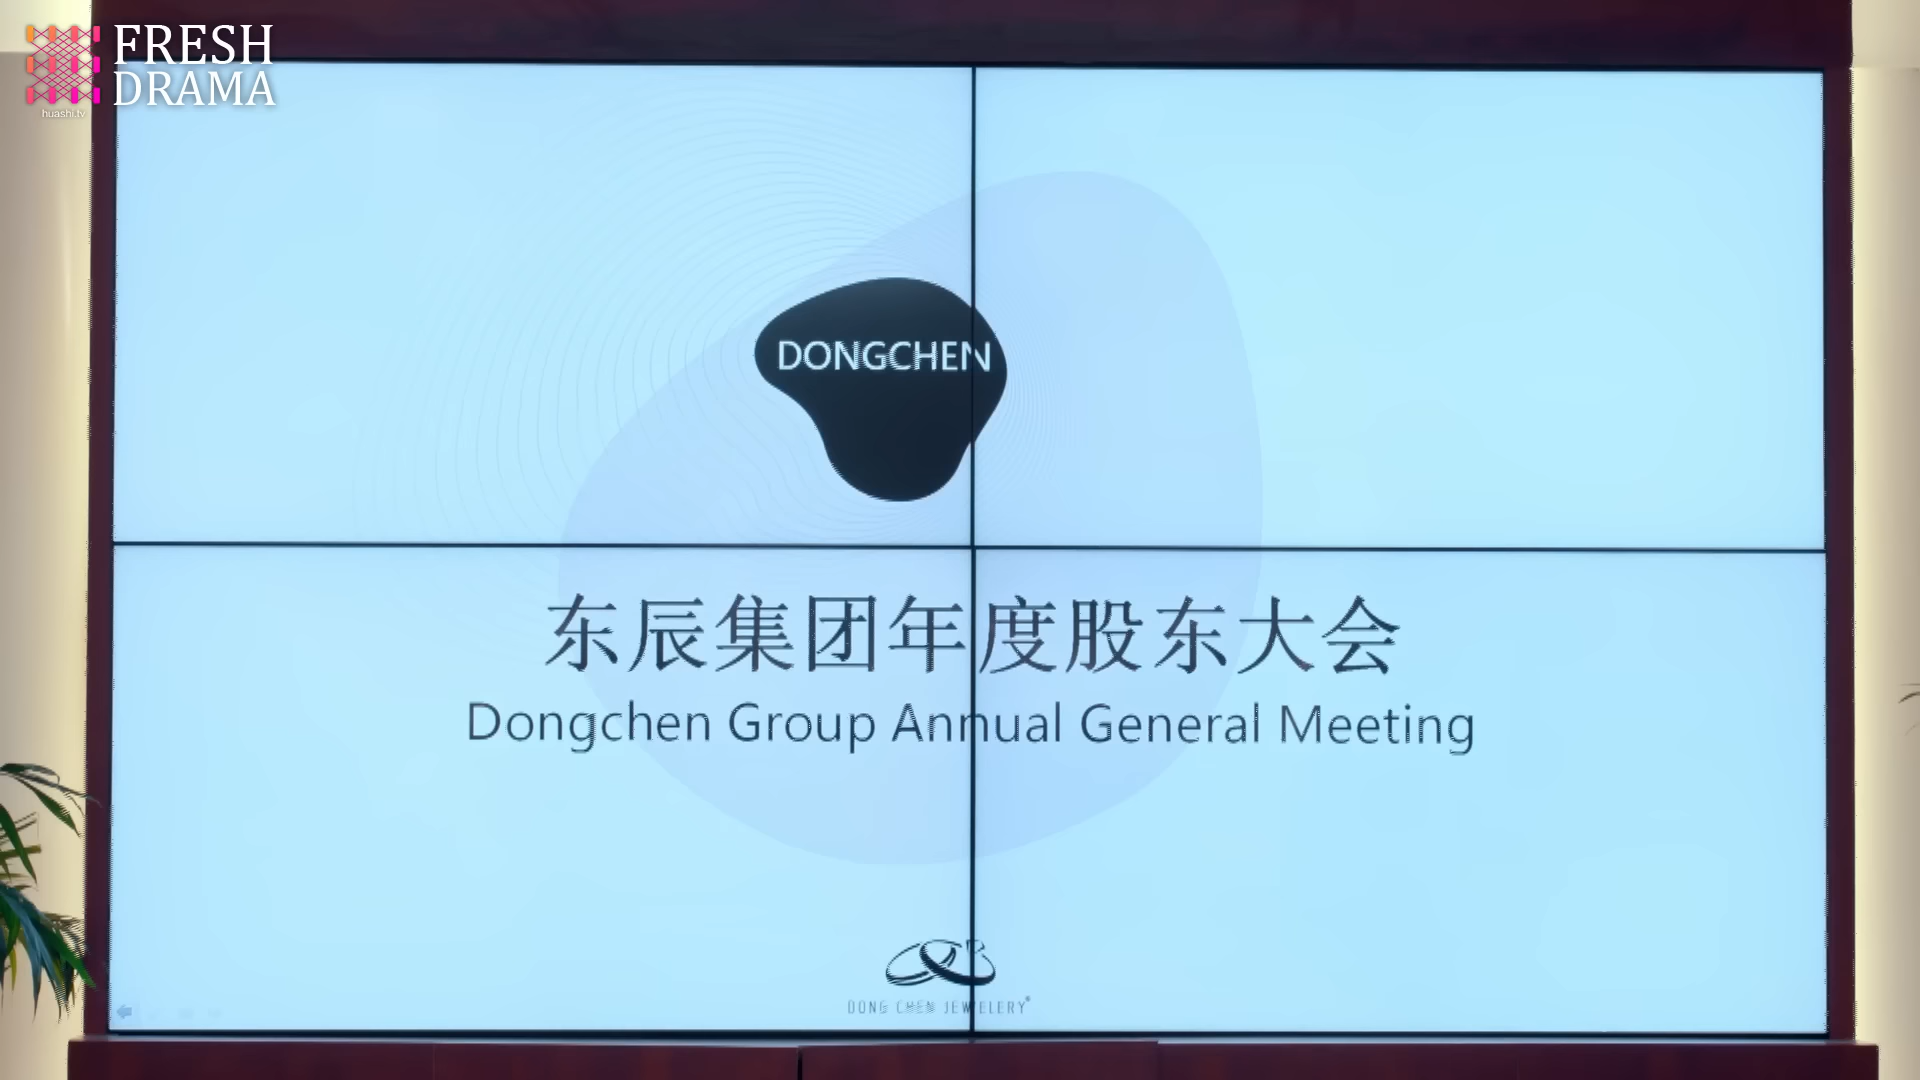 FRESH
DRAMA
huashi.tv
DONGCHEN
东辰集团年度股东大会
Dongchen Group Annual General Meeting
DONG CHEN JEWELERY®